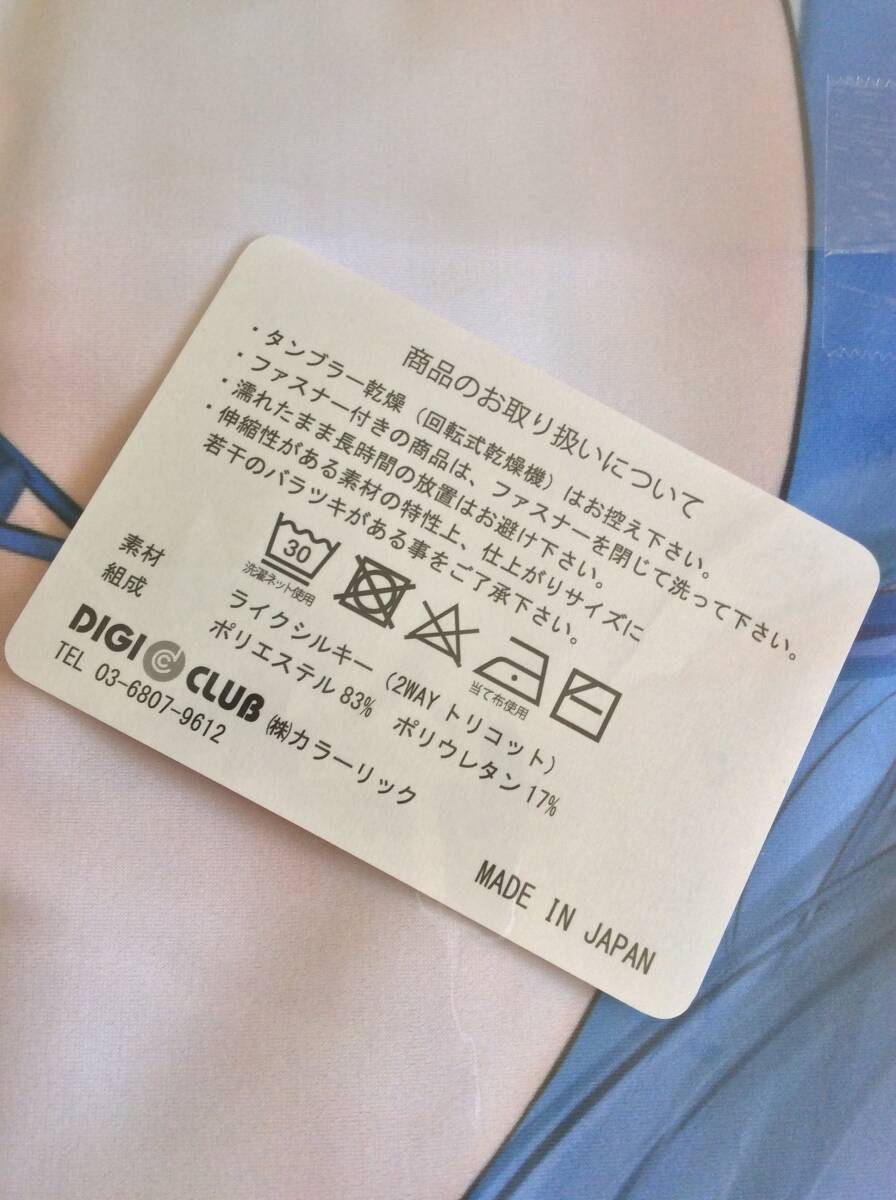 商品のお取り扱いについて
・タンブラー乾燥（回転式乾燥機）はお控え下さい。
・ファスナー付きの商品は、ファスナーを閉じて洗って下さい。
・濡れたまま長時間の放置はお避け下さい。
・伸縮性がある素材の特性上、仕上がりサイズに
若干のバラツキがある事をご了承下さい。
30
洗濯ネット使用
当て布使用
素材 ライクシルキー（2WAYトリコット）
組成 ポリエステル83% ポリウレタン17%
DIGI CLUB ㈱カラーリック
TEL 03-6807-9612
MADE IN JAPAN